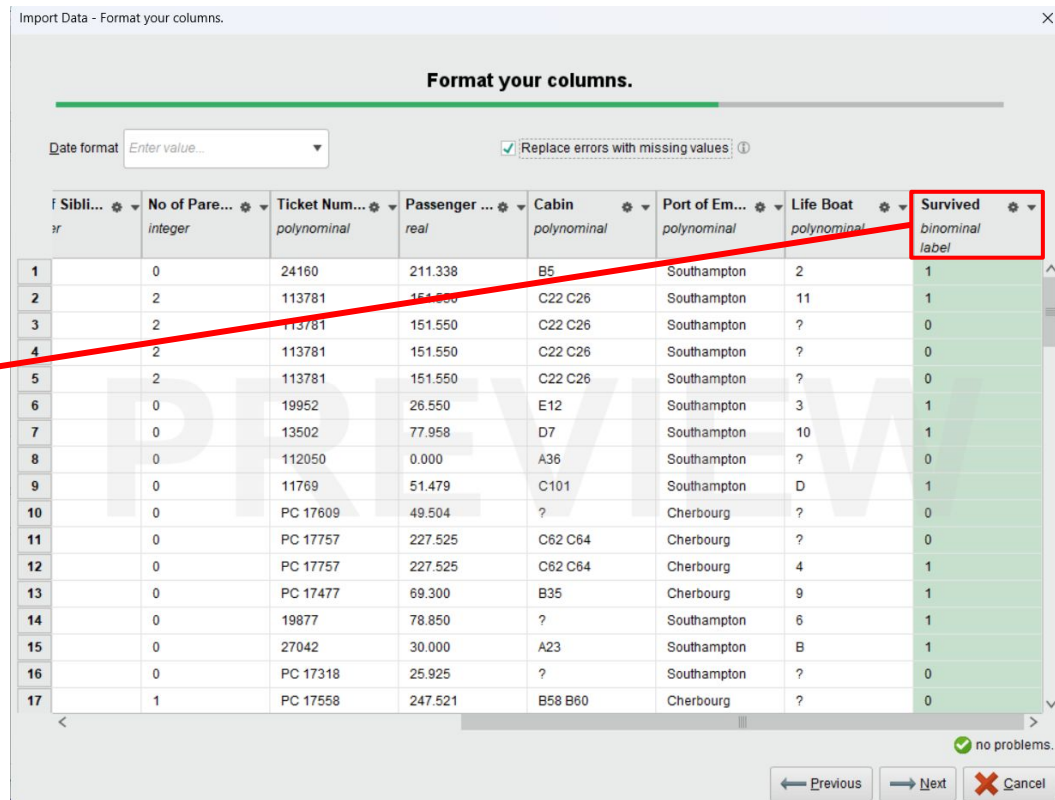 Import Data - Format your columns.
Format your columns.
Date format Enter value... Replace errors with missing values
f Sibli... No of Pare... Ticket Num... Passenger ... Cabin Port of Em... Life Boat Survived
er integer polynominal real polynominal polynominal polynominal binominal
label
1 0 24160 211.338 B5 Southampton 2 1
2 2 113781 151.550 C22 C26 Southampton 11 1
3 2 113781 151.550 C22 C26 Southampton ? 0
4 2 113781 151.550 C22 C26 Southampton ? 0
5 2 113781 151.550 C22 C26 Southampton ? 0
6 0 19952 26.550 E12 Southampton 3 1
7 0 13502 77.958 D7 Southampton 10 1
8 0 112050 0.000 A36 Southampton ? 0
9 0 11769 51.479 C101 Southampton D 1
10 0 PC 17609 49.504 ? Cherbourg ? 0
11 0 PC 17757 227.525 C62 C64 Cherbourg ? 0
12 0 PC 17757 227.525 C62 C64 Cherbourg 4 1
13 0 PC 17477 69.300 B35 Cherbourg 9 1
14 0 19877 78.850 ? Southampton 6 1
15 0 27042 30.000 A23 Southampton B 1
16 0 PC 17318 25.925 ? Southampton ? 0
17 1 PC 17558 247.521 B58 B60 Cherbourg ? 0
PREVIEW
no problems.
Previous Next Cancel